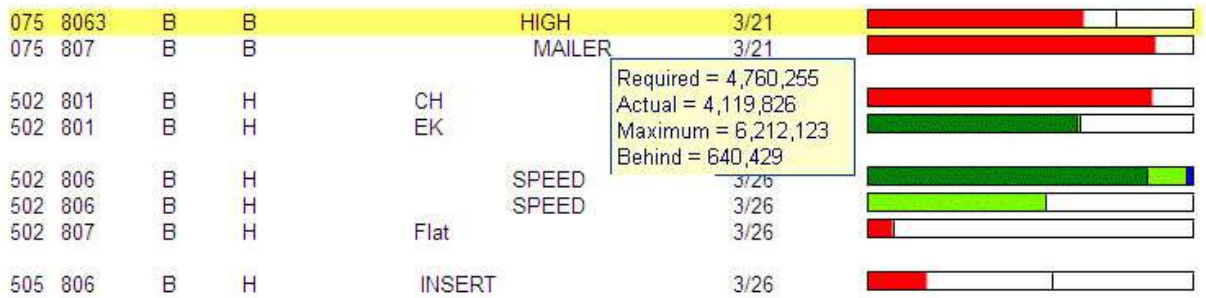 075 8063 B B HIGH 3/21
075 807 B B MAILER 3/21
Required = 4,760,255
502 801 B H CH
Actual = 4,119,826
502 801 B H EK
Maximum = 6,212,123
Behind = 640,429
502 806 B H SPEED 3/26
502 806 B H SPEED 3/26
502 807 B H Flat 3/26
505 806 B H INSERT 3/26